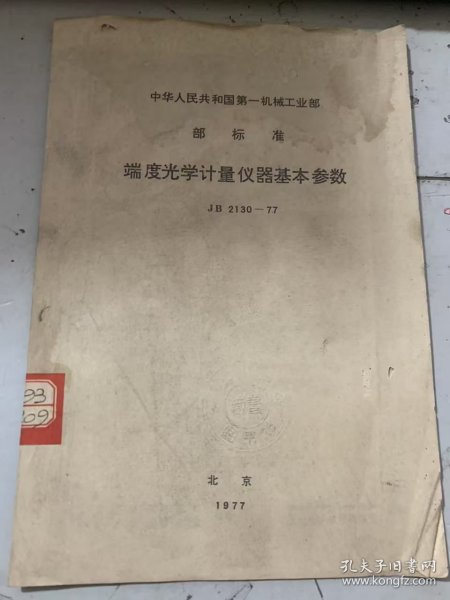 中华人民共和国第一机械工业部
部标准
端度光学计量仪器基本参数
JB 2130—77
93
309
北京
1977
孔夫子旧书网
www.kongfz.com